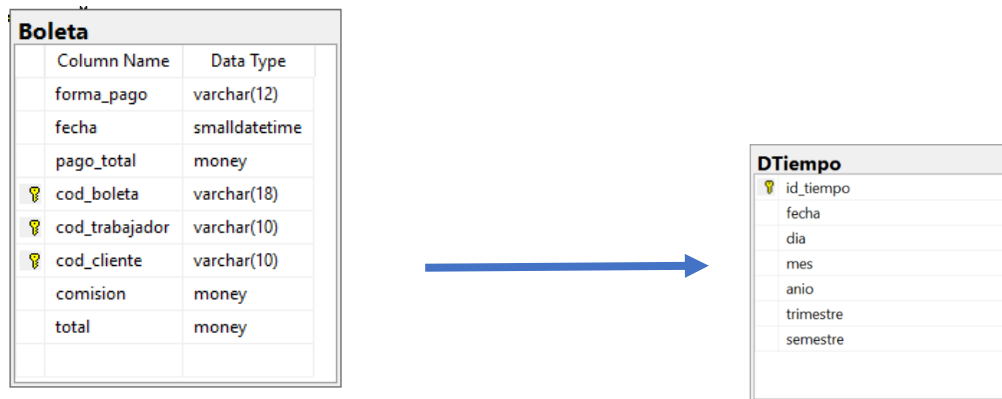 Boleta
Column Name Data Type
forma_pago varchar(12)
fecha smalldatetime
pago_total money
cod_boleta varchar(18)
cod_trabajador varchar(10)
cod_cliente varchar(10)
comision money
total money
DTiempo
id_tiempo
fecha
dia
mes
anio
trimestre
semestre